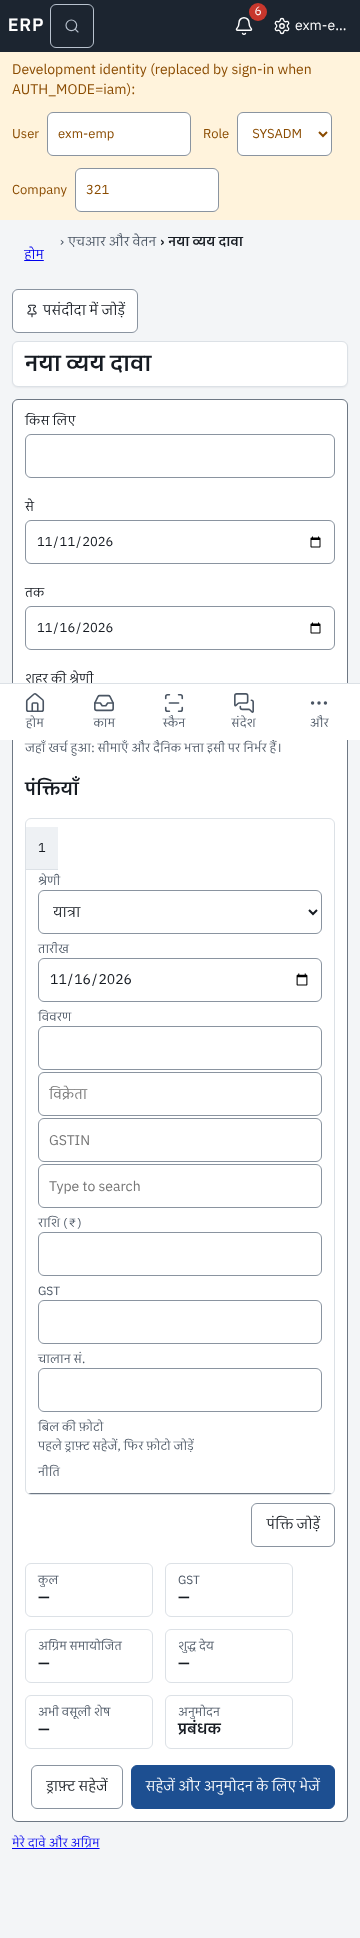 ERP
6
exm-e...
Development identity (replaced by sign-in when
AUTH_MODE=iam):
User exm-emp Role SYSADM
Company 321
होम › एचआर और वेतन › नया व्यय दावा
पसंदीदा में जोड़ें
नया व्यय दावा
किस लिए
से
11/11/2026
तक
11/16/2026
शहर की श्रेणी
होम काम स्कैन संदेश और
जहाँ खर्च हुआ: सीमाएँ और दैनिक भत्ता इसी पर निर्भर हैं।
पंक्तियाँ
1
श्रेणी
यात्रा
तारीख
11/16/2026
विवरण
विक्रेता
GSTIN
Type to search
राशि (₹)
GST
चालान सं.
बिल की फ़ोटो
पहले ड्राफ़्ट सहेजें, फिर फ़ोटो जोड़ें
नीति
पंक्ति जोड़ें
कुल GST
— —
अग्रिम समायोजित शुद्ध देय
— —
अभी वसूली शेष अनुमोदन
— प्रबंधक
ड्राफ़्ट सहेजें सहेजें और अनुमोदन के लिए भेजें
मेरे दावे और अग्रिम